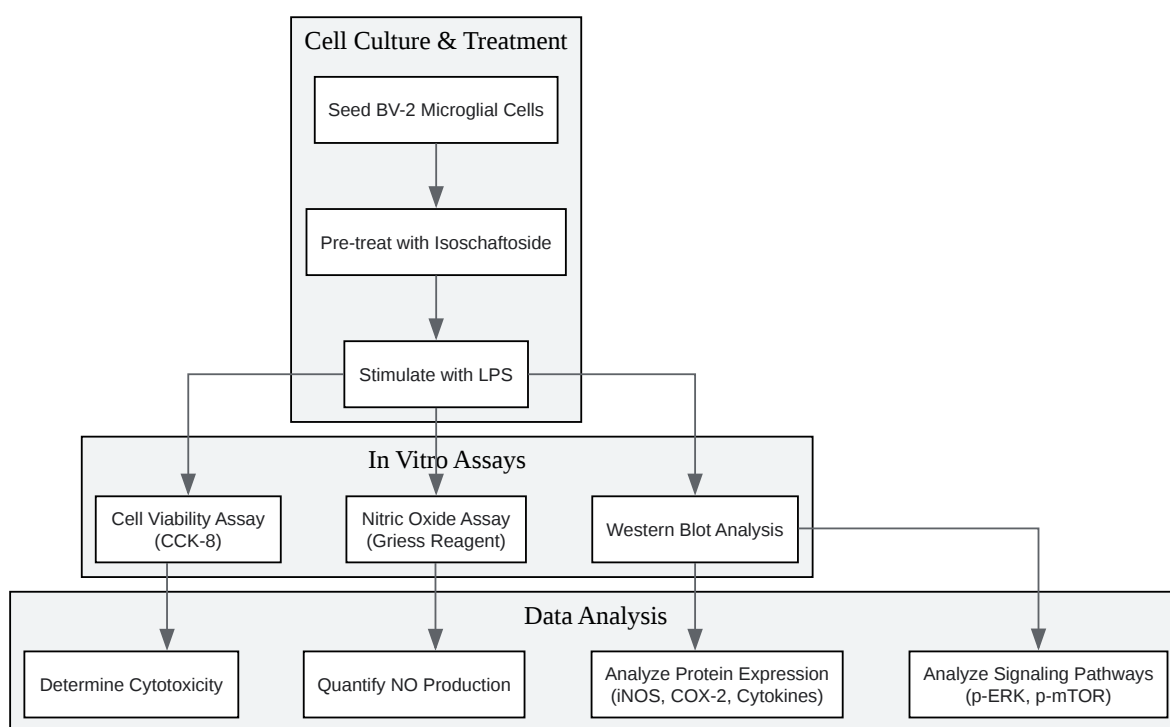 Cell Culture & Treatment
Seed BV-2 Microglial Cells
Pre-treat with Isoschaftoside
Stimulate with LPS
In Vitro Assays
Cell Viability Assay
(CCK-8)
Nitric Oxide Assay
(Griess Reagent)
Western Blot Analysis
Data Analysis
Determine Cytotoxicity
Quantify NO Production
Analyze Protein Expression
(iNOS, COX-2, Cytokines)
Analyze Signaling Pathways
(p-ERK, p-mTOR)